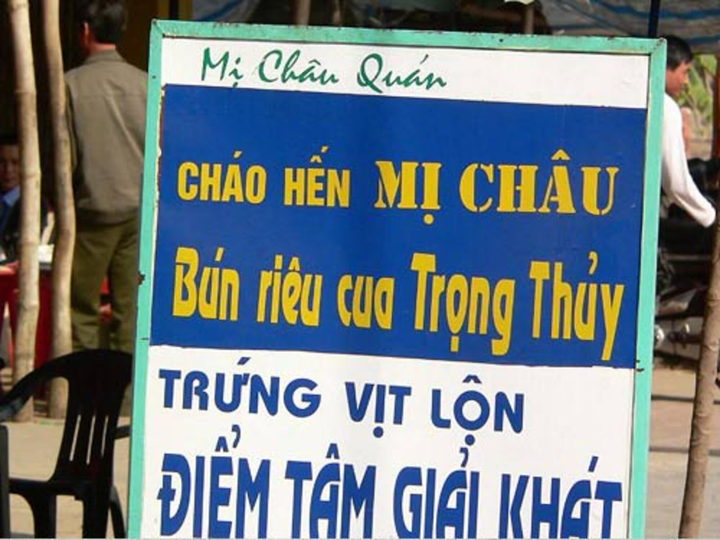 Mị Châu Quán
CHÁO HẾN MỊ CHÂU
Bún riêu cua Trọng Thủy
TRỨNG VỊT LỘN
ĐIỂM TÂM GIẢI KHÁT